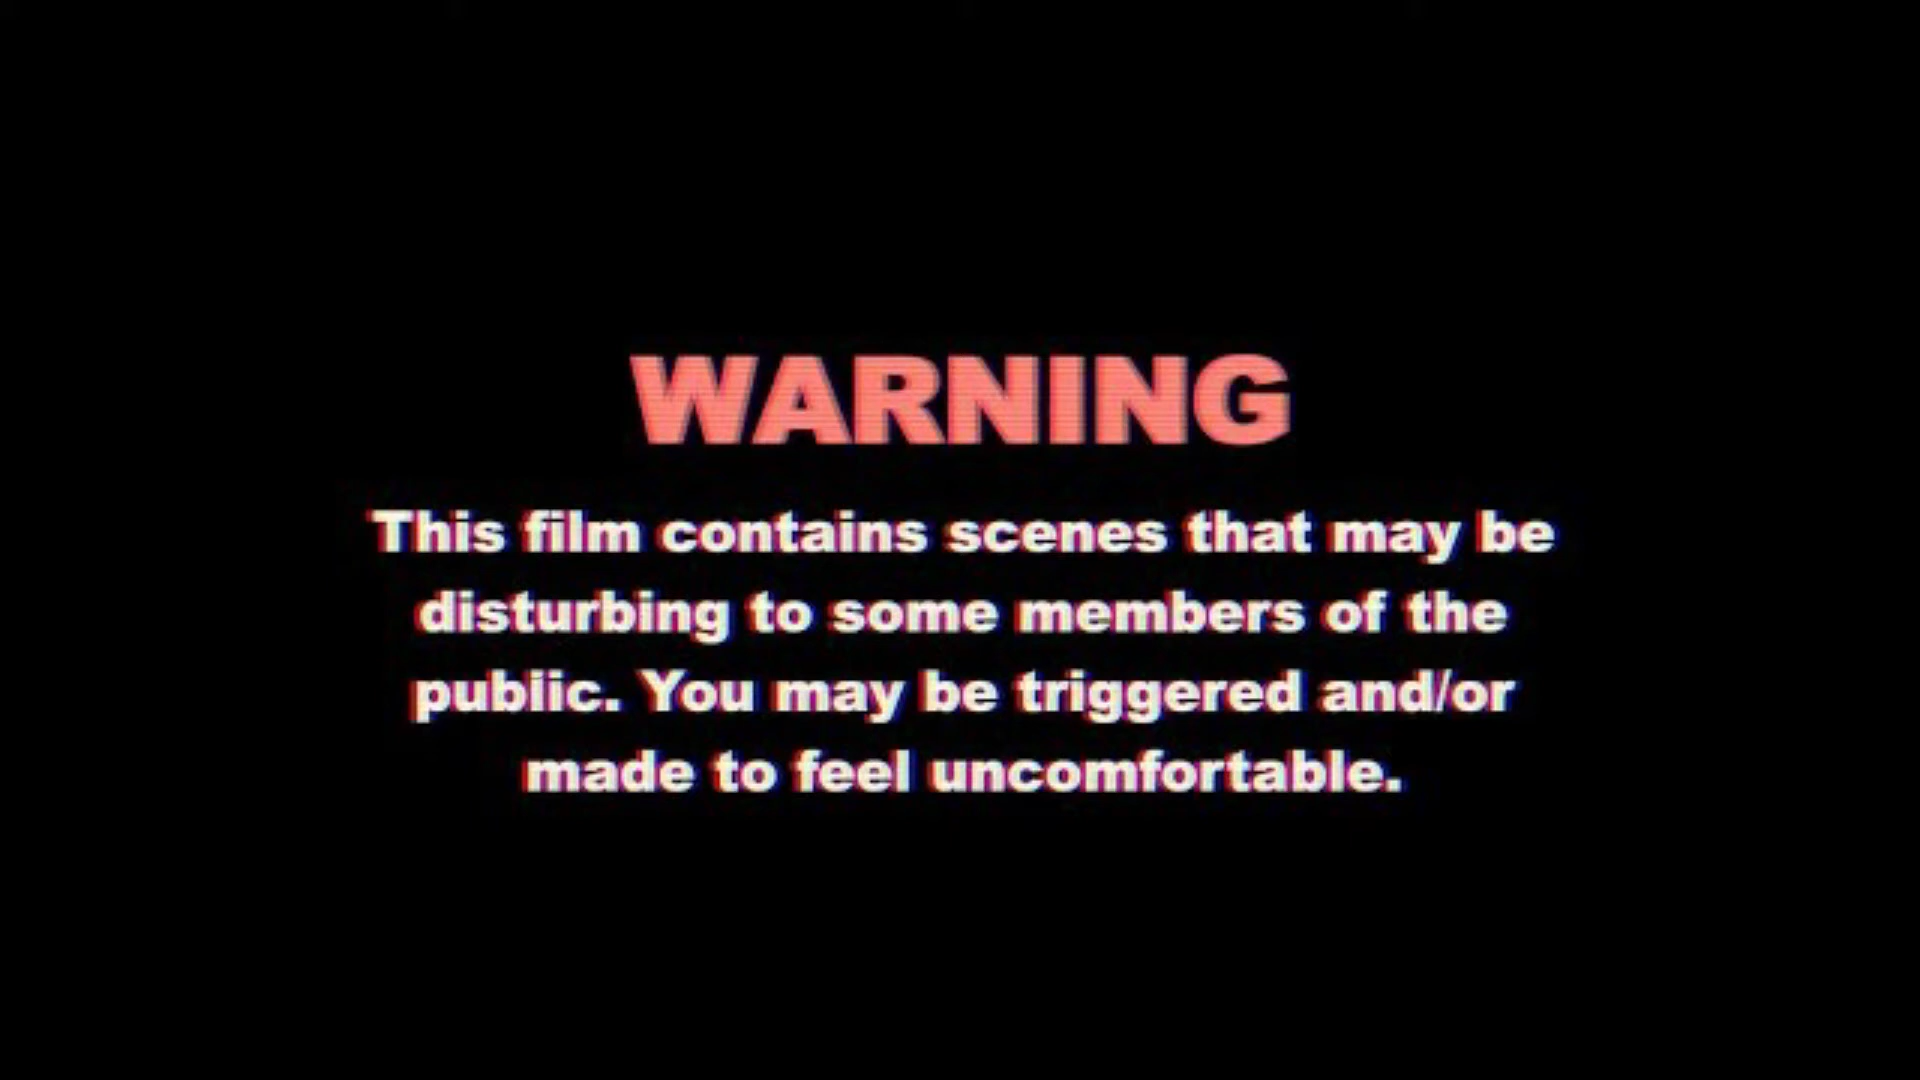 WARNING
This film contains scenes that may be
disturbing to some members of the
public. You may be triggered and/or
made to feel uncomfortable.